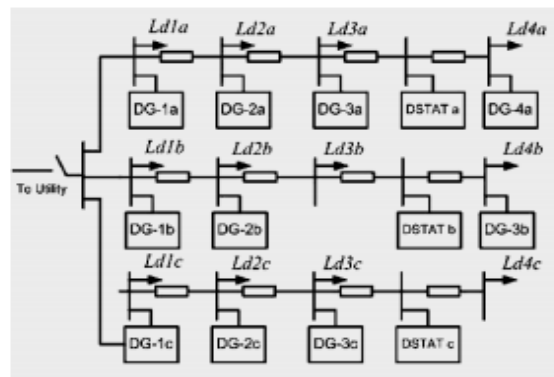 Ld1a Ld2a Ld3a Ld4a
DG-1a DG-2a DG-3a DSTAT a DG-4a
Ld1b Ld2b Ld3b Ld4b
To Utility
DG-1b DG-2b DSTAT b DG-3b
Ld1c Ld2c Ld3c Ld4c
DG-1c DG-2c DG-3c DSTAT c